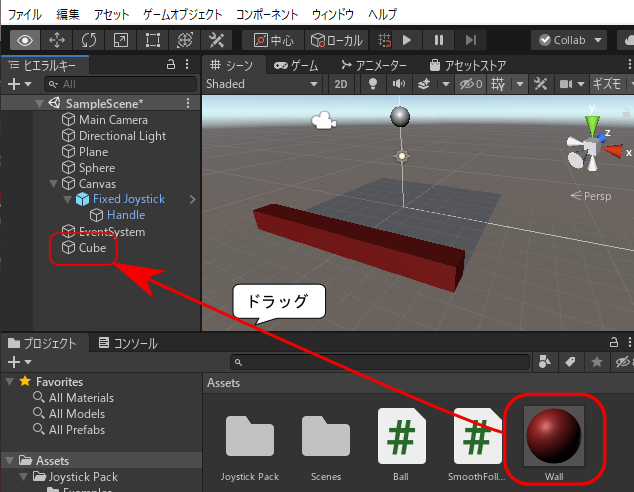 ファイル 編集 アセット ゲームオブジェクト コンポーネント ウィンドウ ヘルプ
中心 ローカル Collab
ヒエラルキー
All
SampleScene*
Main Camera
Directional Light
Plane
Sphere
Canvas
Fixed Joystick
Handle
EventSystem
Cube
シーン ゲーム アニメーター アセットストア
Shaded 2D 0 ギズモ
y
z
x
Persp
ドラッグ
プロジェクト コンソール
Favorites
All Materials
All Models
All Prefabs
Assets
Joystick Pack
Examples
Assets
Joystick Pack Scenes Ball SmoothFoll... Wall